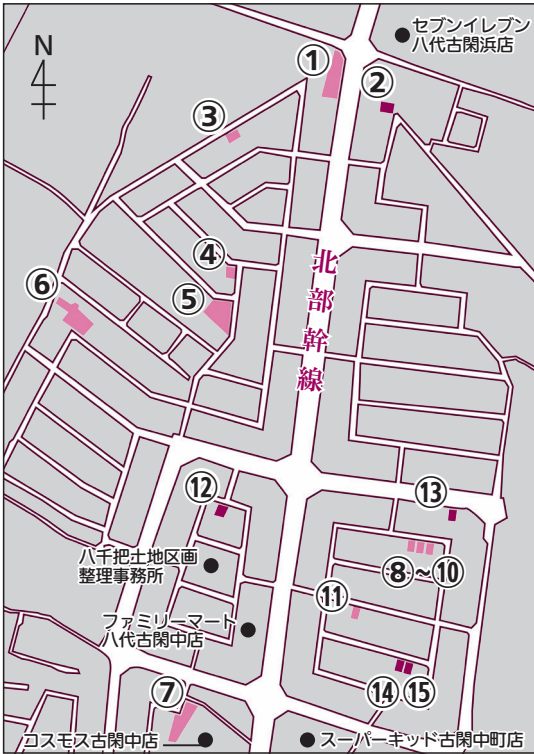 セブンイレブン
八代古閑浜店
N
①
②
③
④
⑤
⑥
北部幹線
⑫
⑬
八千把土地区画
整理事務所
⑧～⑩
⑪
ファミリーマート
八代古閑中店
⑦
⑭ ⑮
コスモス古閑中店
スーパーキッド古閑中町店